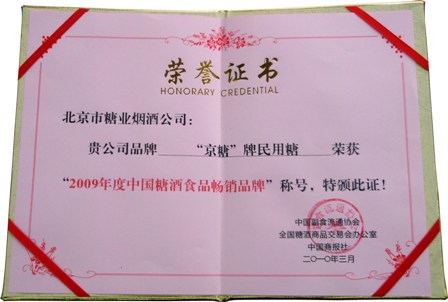 荣誉证书
HONORARY CREDENTIAL
北京市糖业烟酒公司:
贵公司品牌 “京糖”牌民用糖 荣获
“2009年度中国糖酒食品畅销品牌”称号,特颁此证!
中国副食流通协会
全国糖酒商品交易会办公室
中国商报社
二〇一〇年三月